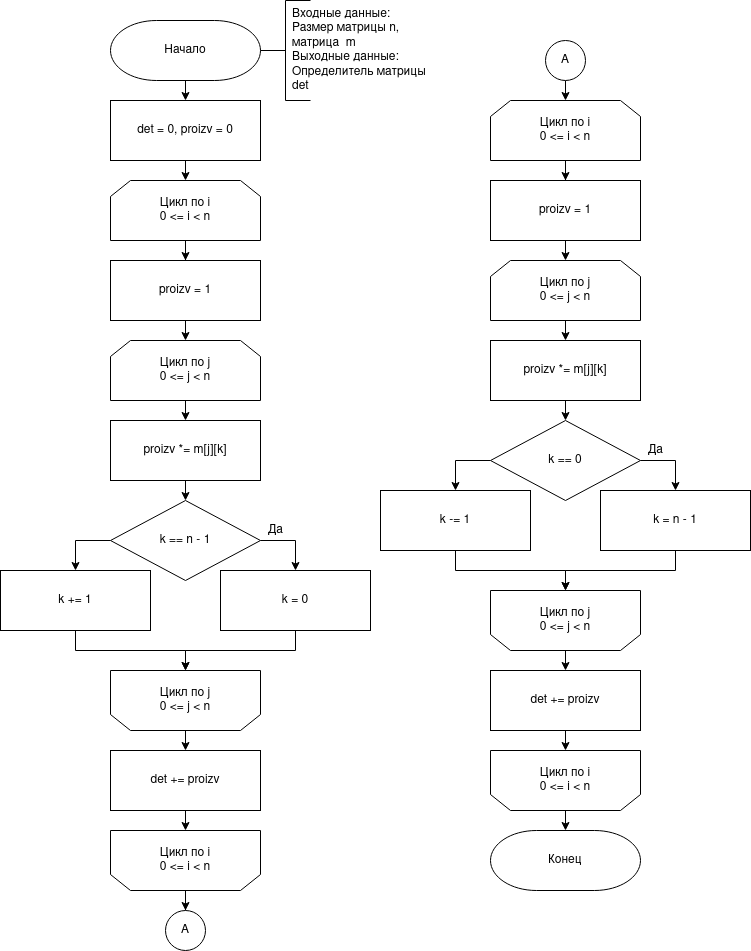 Начало
Входные данные:
Размер матрицы n,
матрица m
Выходные данные:
Определитель матрицы
det
det = 0, proizv = 0
Цикл по i
0 <= i < n
proizv = 1
Цикл по j
0 <= j < n
proizv *= m[j][k]
k == n - 1
Да
k += 1
k = 0
Цикл по j
0 <= j < n
det += proizv
Цикл по i
0 <= i < n
A
A
Цикл по i
0 <= i < n
proizv = 1
Цикл по j
0 <= j < n
proizv *= m[j][k]
k == 0
Да
k -= 1
k = n - 1
Цикл по j
0 <= j < n
det += proizv
Цикл по i
0 <= i < n
Конец